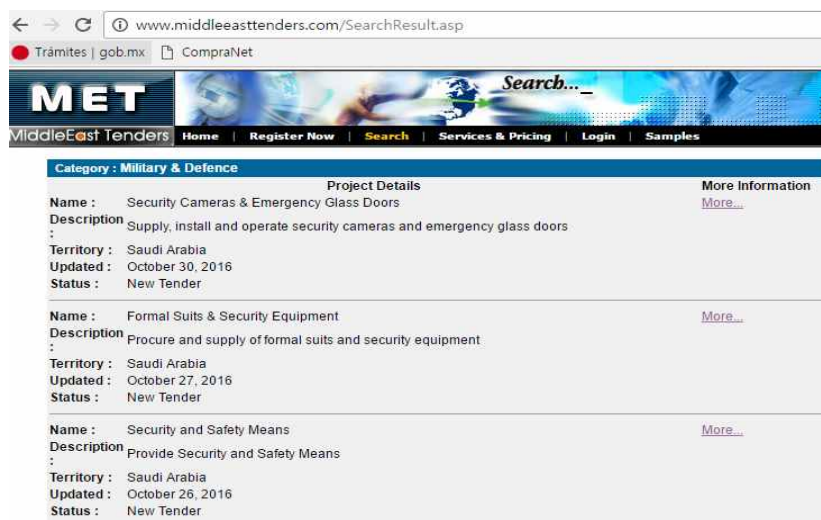 www.middleeasttenders.com/SearchResult.asp
Trámites | gob.mx CompraNet
Search..._
MET
MiddleEast Tenders Home | Register Now | Search | Services & Pricing | Login | Samples
Category : Military & Defence
Project Details More Information
Name : Security Cameras & Emergency Glass Doors More...
Description : Supply, install and operate security cameras and emergency glass doors
Territory : Saudi Arabia
Updated : October 30, 2016
Status : New Tender
Name : Formal Suits & Security Equipment More...
Description : Procure and supply of formal suits and security equipment
Territory : Saudi Arabia
Updated : October 27, 2016
Status : New Tender
Name : Security and Safety Means More...
Description : Provide Security and Safety Means
Territory : Saudi Arabia
Updated : October 26, 2016
Status : New Tender